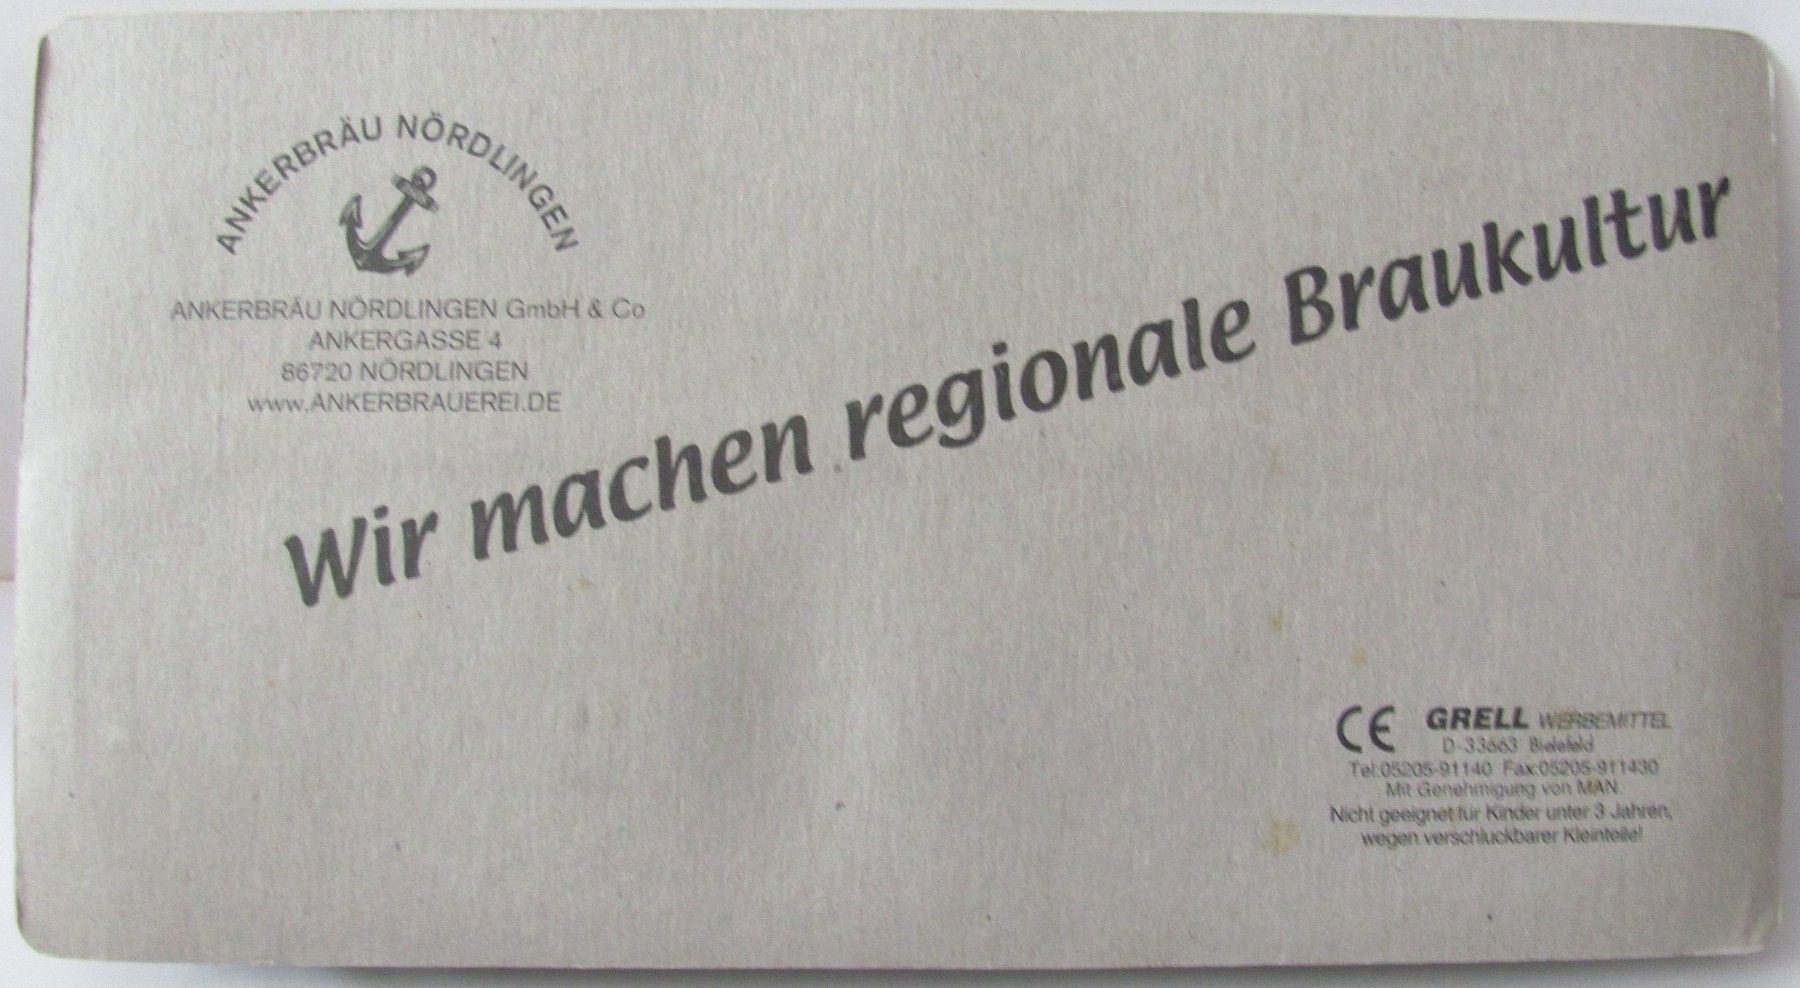 ANKERBRÄU NÖRDLINGEN
ANKERBRÄU NÖRDLINGEN GmbH & Co
ANKERGASSE 4
86720 NÖRDLINGEN
www.ANKERBRAUEREI.DE
Wir machen regionale Braukultur
CE GRELL WERBEMITTEL
D-33663 Bielefeld
Tel:05205-91140 Fax:05205-911430
Mit Genehmigung von MAN.
Nicht geeignet für Kinder unter 3 Jahren,
wegen verschluckbarer Kleinteile!